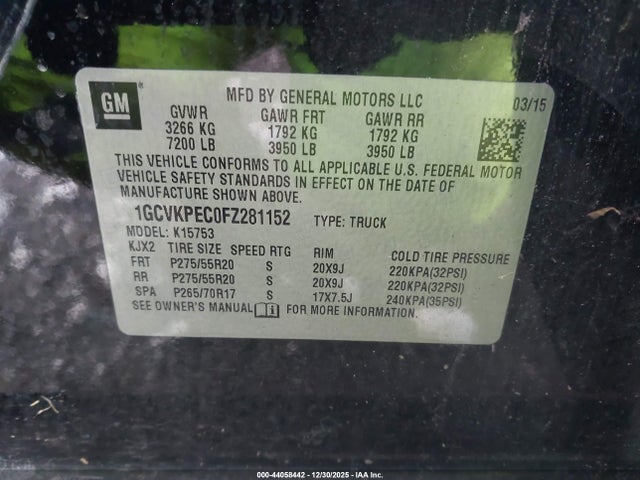 GM
MFD BY GENERAL MOTORS LLC 03/15
GVWR GAWR FRT GAWR RR
3266 KG 1792 KG 1792 KG
7200 LB 3950 LB 3950 LB
THIS VEHICLE CONFORMS TO ALL APPLICABLE U.S. FEDERAL MOTOR
VEHICLE SAFETY STANDARDS IN EFFECT ON THE DATE OF
MANUFACTURE SHOWN ABOVE.
1GCVKPEC0FZ281152 TYPE: TRUCK
MODEL: K15753
KJX2 TIRE SIZE SPEED RTG RIM COLD TIRE PRESSURE
FRT P275/55R20 S 20X9J 220KPA(32PSI)
RR P275/55R20 S 20X9J 220KPA(32PSI)
SPA P265/70R17 S 17X7.5J 240KPA(35PSI)
SEE OWNER'S MANUAL FOR MORE INFORMATION.
000-44058442 - 12/30/2025 - IAA Inc.